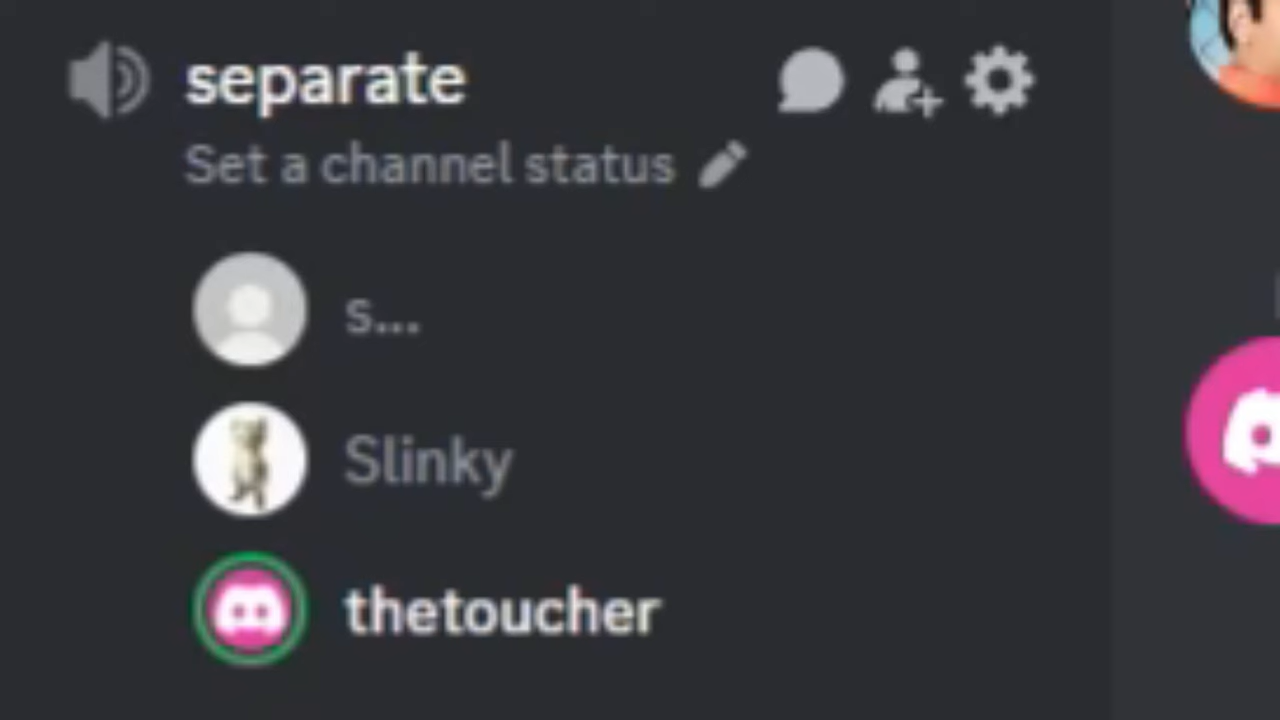 separate
Set a channel status
s...
Slinky
thetoucher